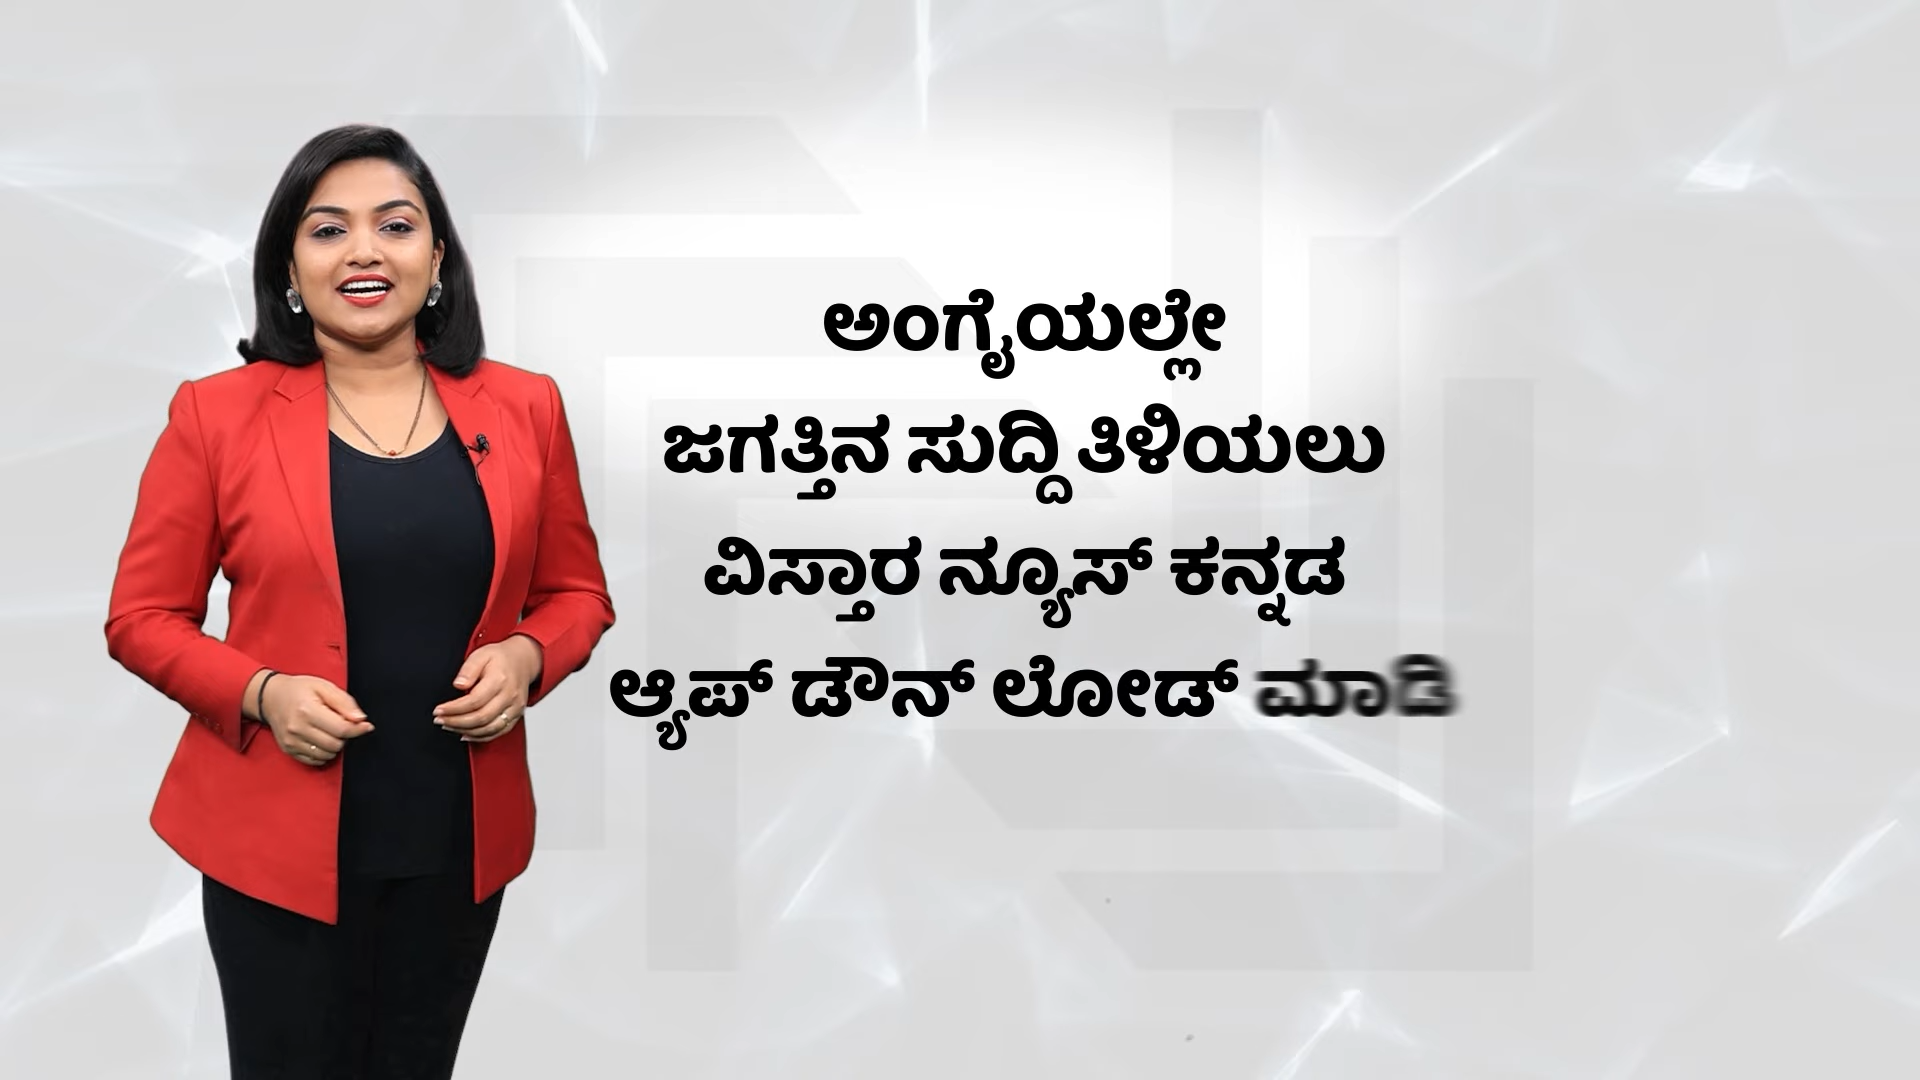 ಅಂಗೈಯಲ್ಲೇ
ಜಗತ್ತಿನ ಸುದ್ದಿ ತಿಳಿಯಲು
ವಿಸ್ತಾರ ನ್ಯೂಸ್ ಕನ್ನಡ
ಆ್ಯಪ್ ಡೌನ್ ಲೋಡ್ ಮಾಡಿ